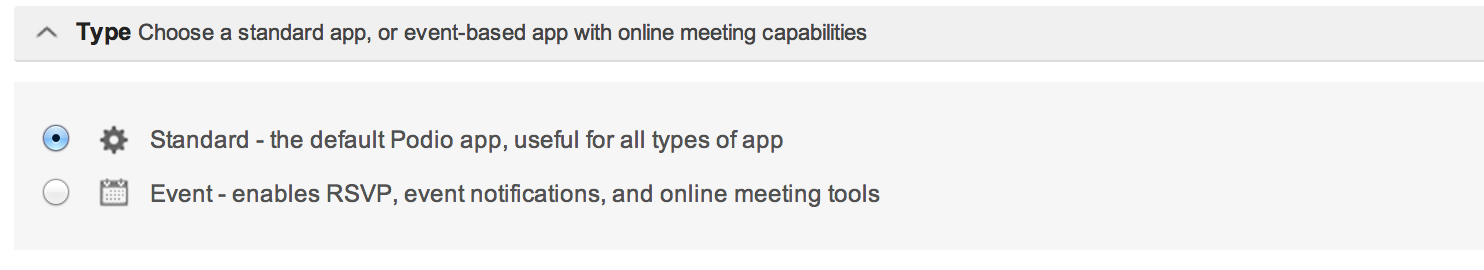 Type Choose a standard app, or event-based app with online meeting capabilities
Standard - the default Podio app, useful for all types of app
Event - enables RSVP, event notifications, and online meeting tools